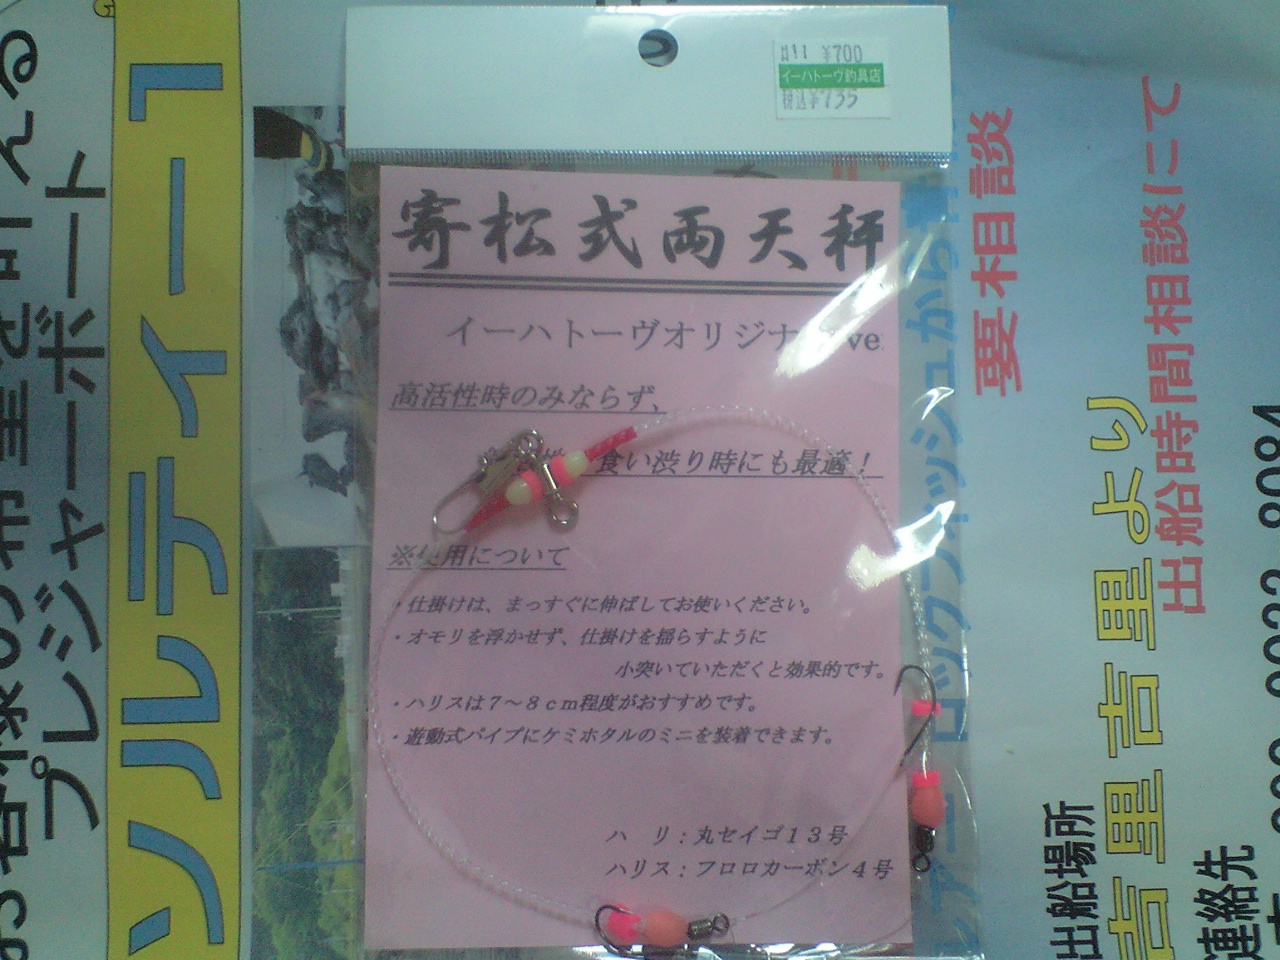 ¥700
イーハトーヴ釣具店
税込¥735
寄松式両天秤
イーハトーヴオリジナ ve
高活性時のみならず、
食い渋り時にも最適！
※使用について
・仕掛けは、まっすぐに伸ばしてお使いください。
・オモリを浮かせず、仕掛けを揺らすように
小突いていただくと効果的です。
・ハリスは７～８ｃｍ程度がおすすめです。
・遊動式パイプにケミホタルのミニを装着できます。
ハ　リ：丸セイゴ１３号
ハリス：フロロカーボン４号
プレジャーボート
ソルティー1
要相談
出船時間相談にて
吉里吉里より
出船場所
連絡先